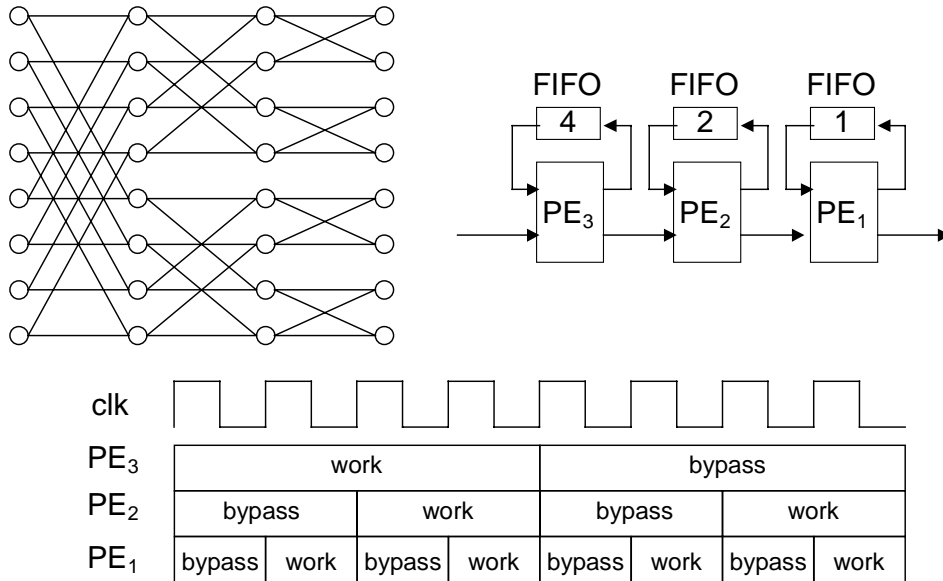 FIFO FIFO FIFO
4 2 1
PE₃ PE₂ PE₁
clk
PE₃ work bypass
PE₂ bypass work bypass work
PE₁ bypass work bypass work bypass work bypass work